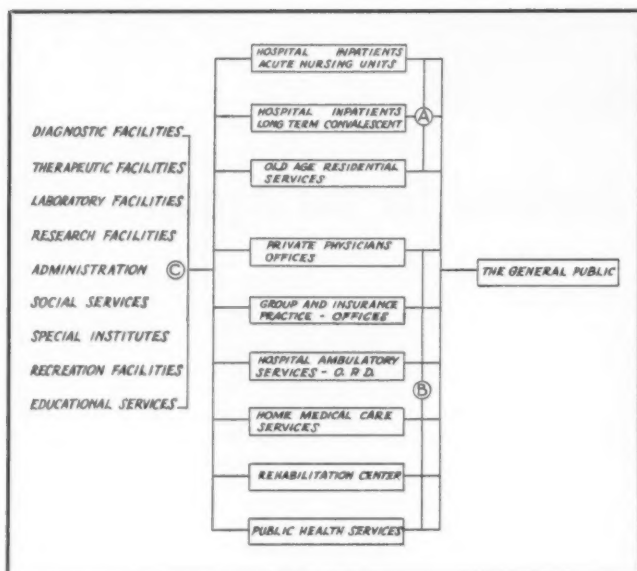 DIAGNOSTIC FACILITIES
THERAPEUTIC FACILITIES
LABORATORY FACILITIES
RESEARCH FACILITIES
ADMINISTRATION
SOCIAL SERVICES
SPECIAL INSTITUTES
RECREATION FACILITIES
EDUCATIONAL SERVICES
C
HOSPITAL INPATIENTS
ACUTE NURSING UNITS
HOSPITAL INPATIENTS
LONG TERM CONVALESCENT
OLD AGE RESIDENTIAL
SERVICES
PRIVATE PHYSICIANS
OFFICES
GROUP AND INSURANCE
PRACTICE - OFFICES
HOSPITAL AMBULATORY
SERVICES - O. P. D.
HOME MEDICAL CARE
SERVICES
REHABILITATION CENTER
PUBLIC HEALTH SERVICES
A
B
THE GENERAL PUBLIC